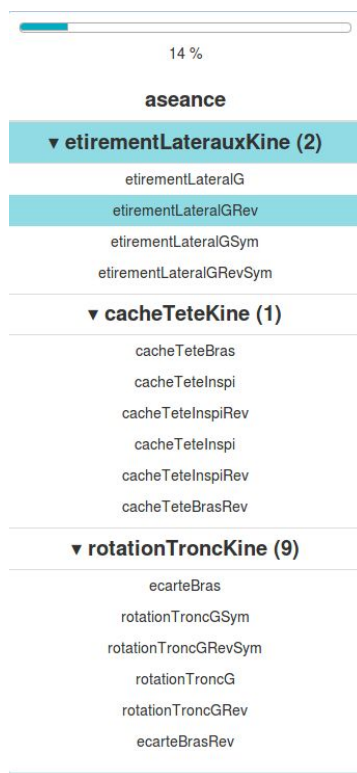 14 %
aseance
▾ etirementLaterauxKine (2)
etirementLateralG
etirementLateralGRev
etirementLateralGSym
etirementLateralGRevSym
▾ cacheTeteKine (1)
cacheTeteBras
cacheTeteInspi
cacheTeteInspiRev
cacheTeteInspi
cacheTeteInspiRev
cacheTeteBrasRev
▾ rotationTroncKine (9)
ecarteBras
rotationTroncGSym
rotationTroncGRevSym
rotationTroncG
rotationTroncGRev
ecarteBrasRev